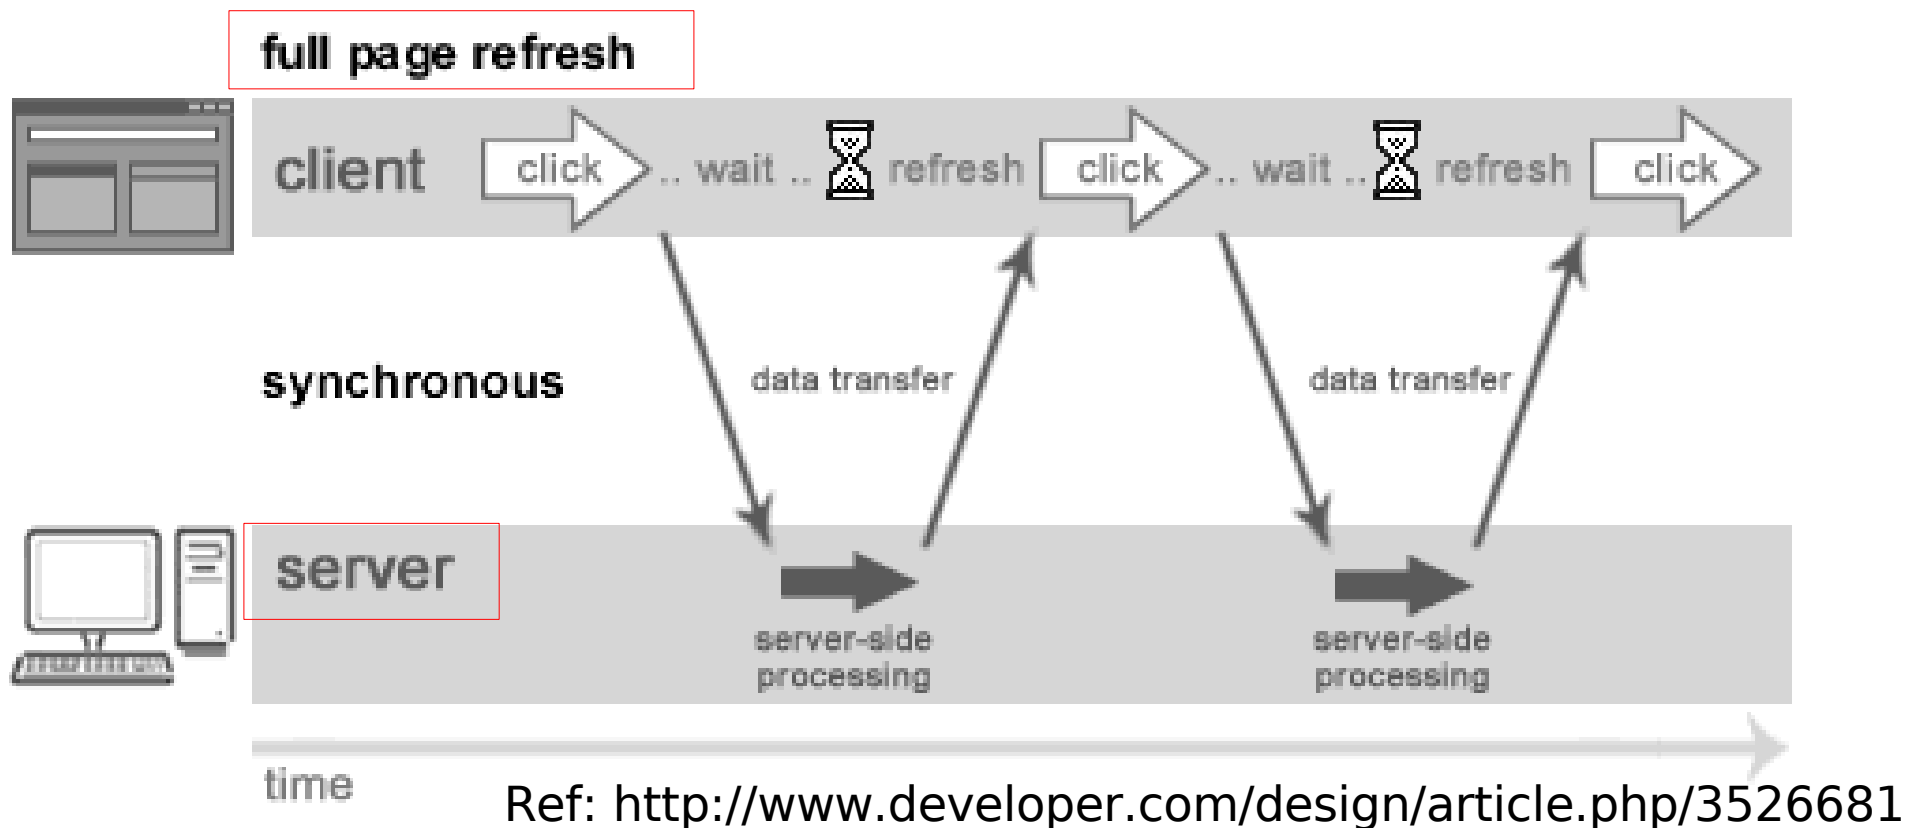 full page refresh
client click .. wait .. refresh click .. wait .. refresh click
synchronous data transfer data transfer
server
server-side server-side
processing processing
time
Ref: http://www.developer.com/design/article.php/3526681